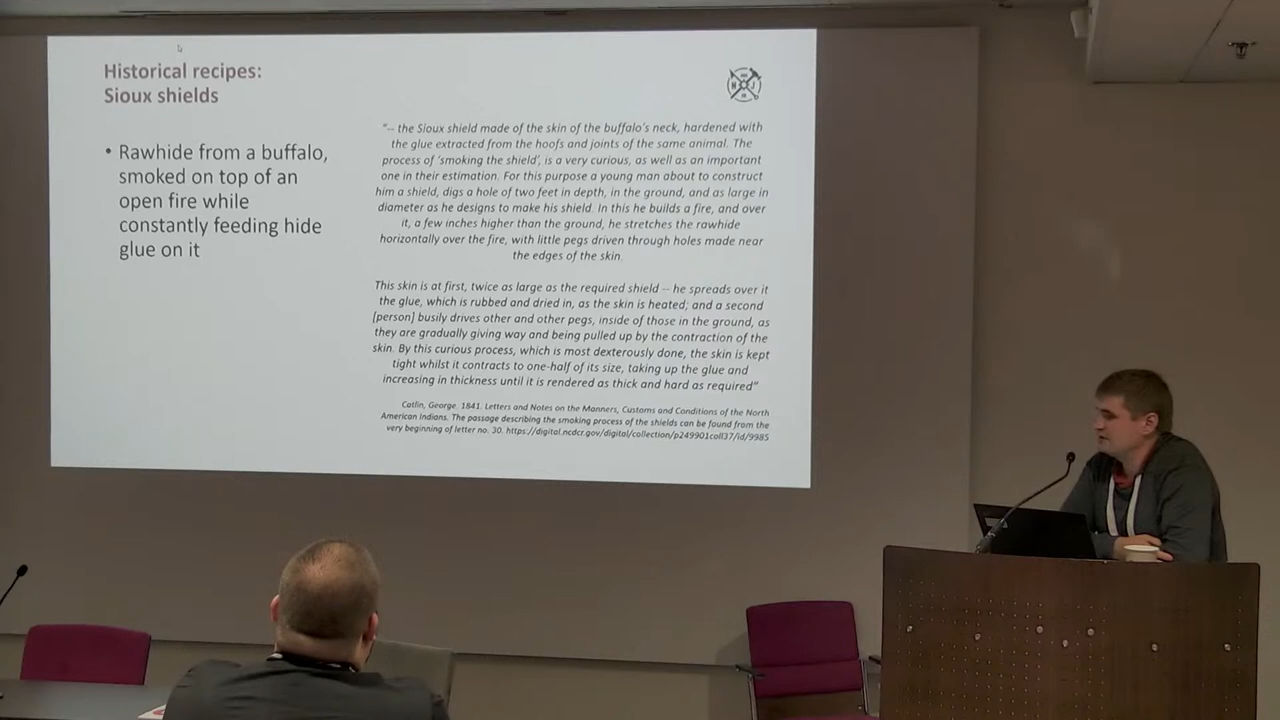 Historical recipes:
Sioux shields
• Rawhide from a buffalo,
smoked on top of an
open fire while
constantly feeding hide
glue on it
"-- the Sioux shield made of the skin of the buffalo's neck, hardened with
the glue extracted from the hoofs and joints of the same animal. The
process of 'smoking the shield', is a very curious, as well as an important
one in their estimation. For this purpose a young man about to construct
him a shield, digs a hole of two feet in depth, in the ground, and as large in
diameter as he designs to make his shield. In this he builds a fire, and over
it, a few inches higher than the ground, he stretches the rawhide
horizontally over the fire, with little pegs driven through holes made near
the edges of the skin.
This skin is at first, twice as large as the required shield -- he spreads over it
the glue, which is rubbed and dried in, as the skin is heated; and a second
[person] busily drives other and other pegs, inside of those in the ground, as
they are gradually giving way and being pulled up by the contraction of the
skin. By this curious process, which is most dexterously done, the skin is kept
tight whilst it contracts to one-half of its size, taking up the glue and
increasing in thickness until it is rendered as thick and hard as required"
Catlin, George. 1841. Letters and Notes on the Manners, Customs and Conditions of the North
American Indians. The passage describing the smoking process of the shields can be found from the
very beginning of letter no. 30. https://digital.ncdcr.gov/digital/collection/p249901coll37/id/9985